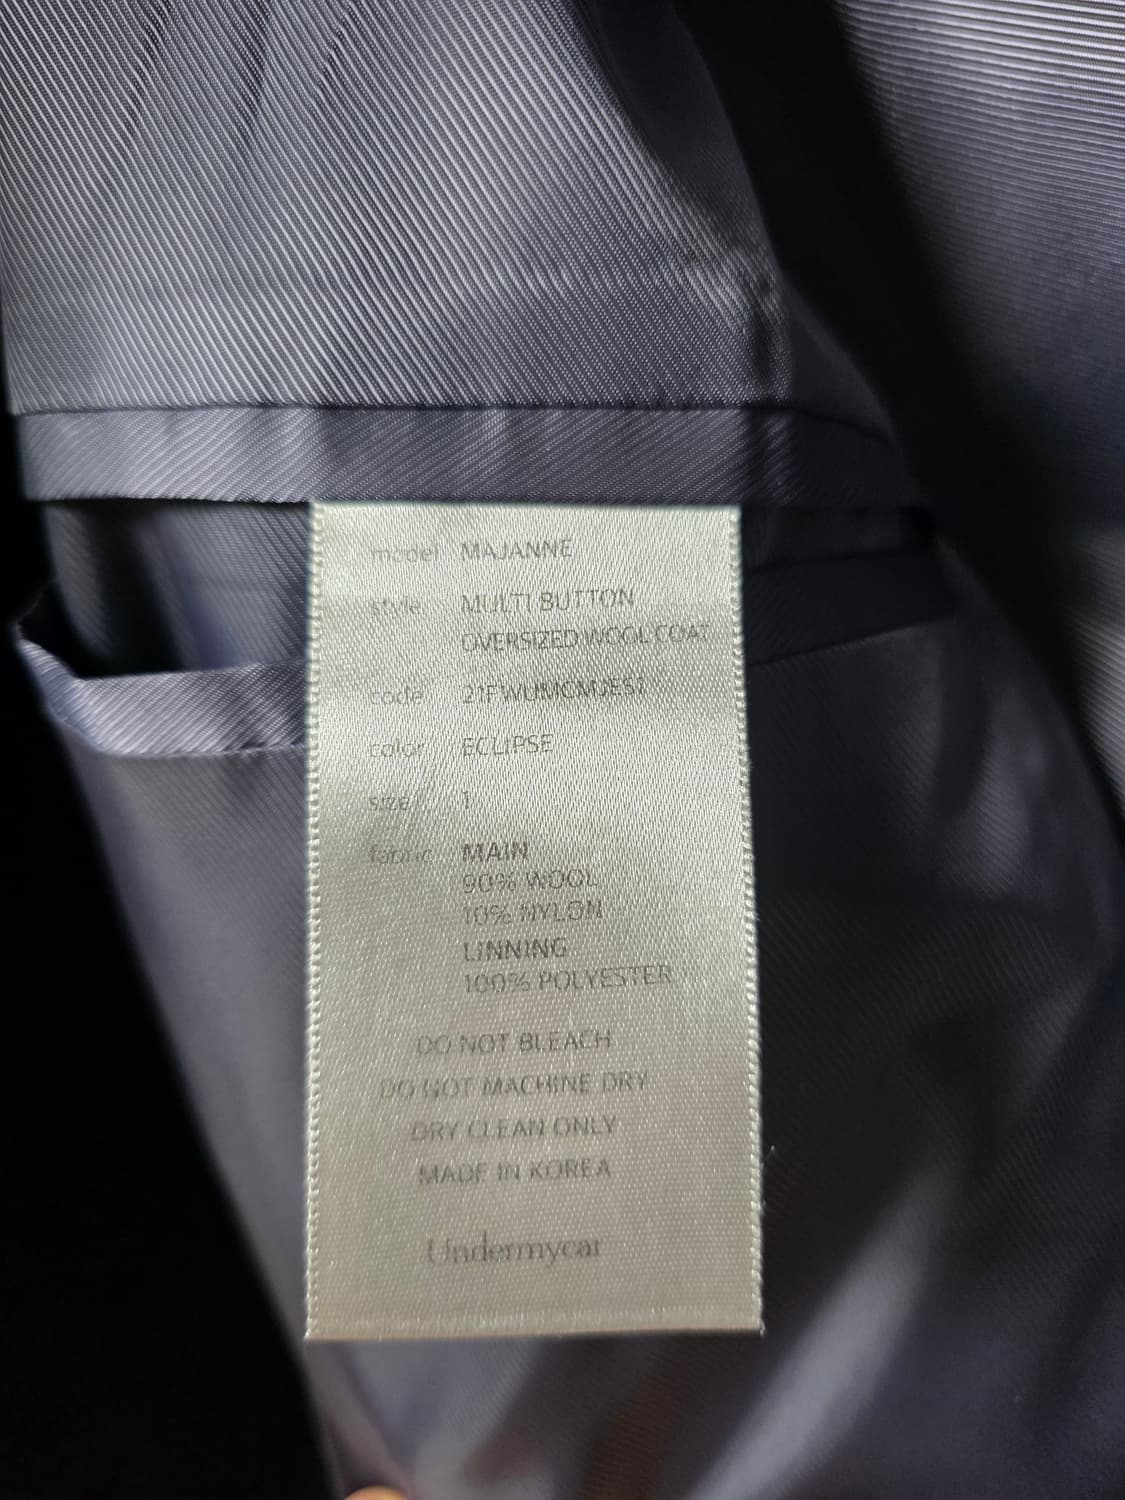 model MAJANNE
style MULTI BUTTON
OVERSIZED WOOL COAT
code 21FWUMCMJES1
color ECLIPSE
size 1
fabric MAIN
90% WOOL
10% NYLON
LINNING
100% POLYESTER
DO NOT BLEACH
DO NOT MACHINE DRY
DRY CLEAN ONLY
MADE IN KOREA
Undermycar